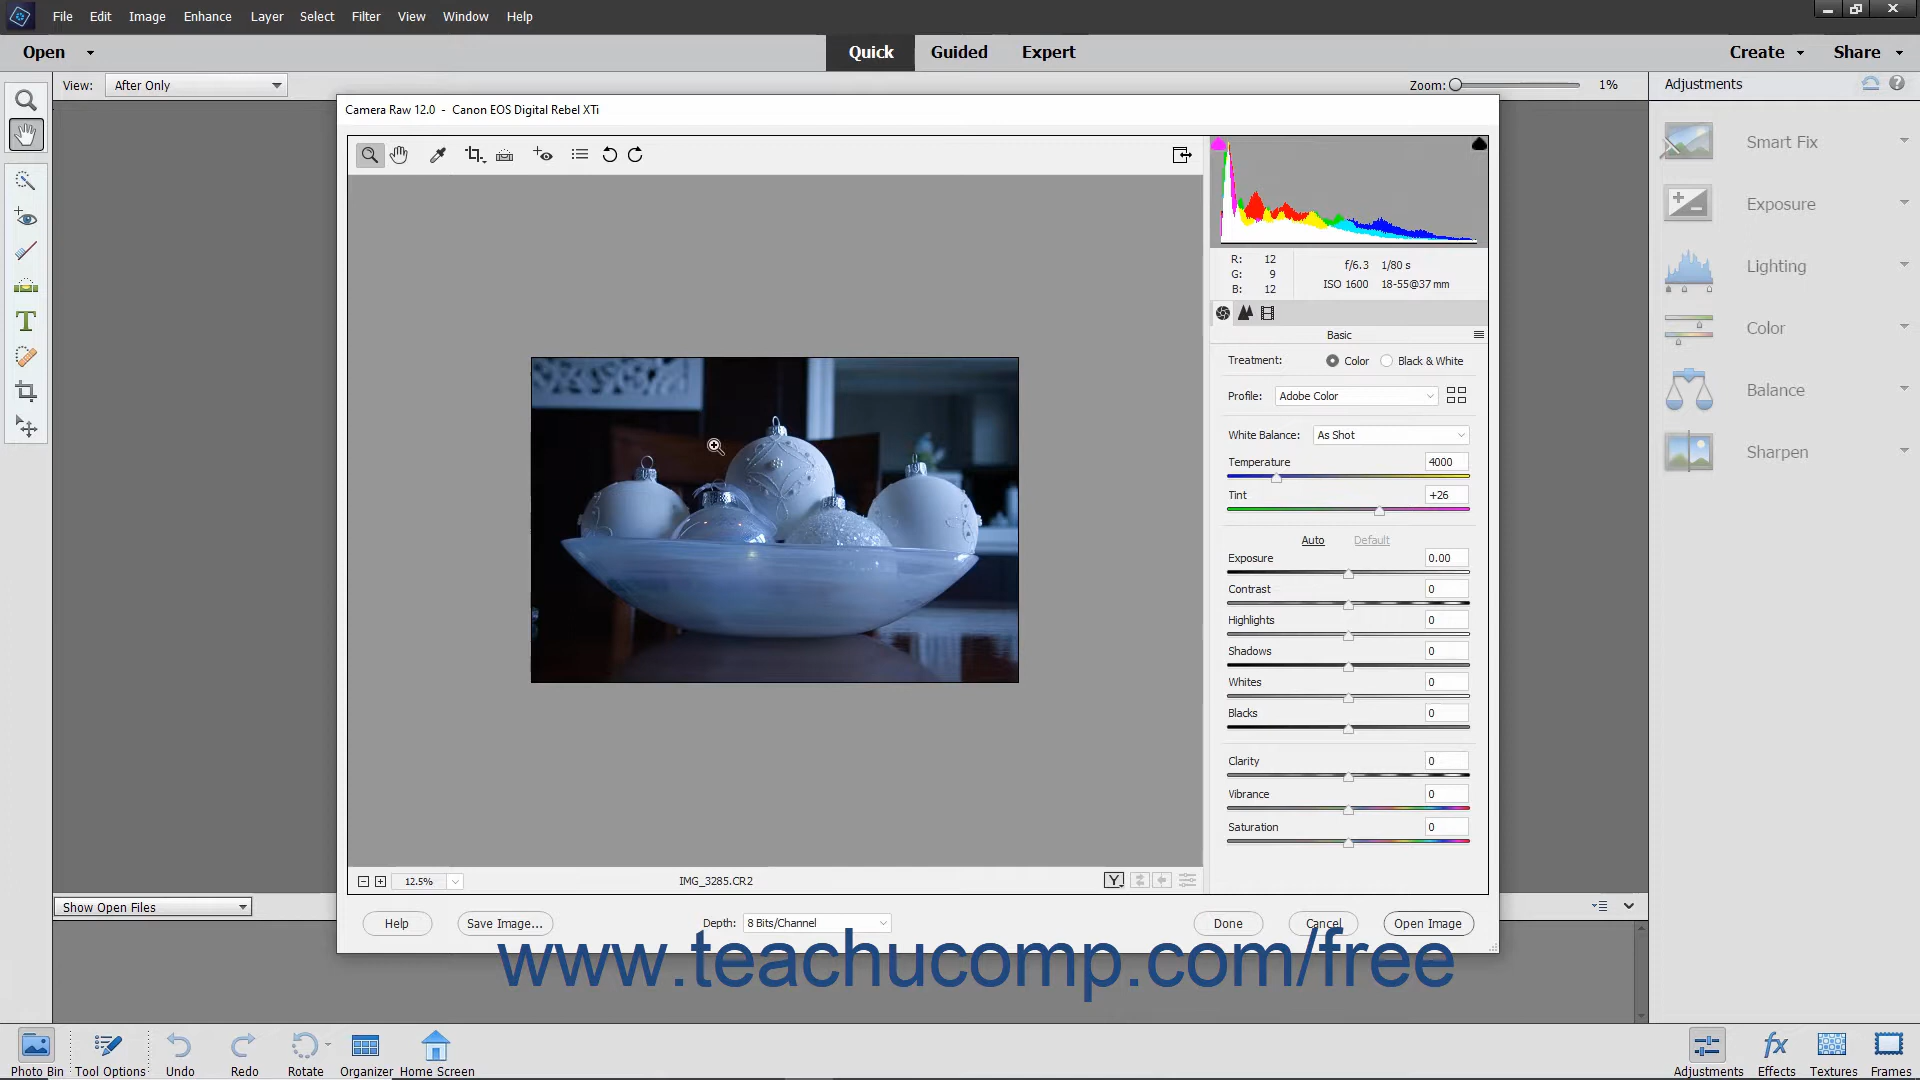 File Edit Image Enhance Layer Select Filter View Window Help
Open Quick Guided Expert Create Share
View: After Only Zoom: 1% Adjustments
Camera Raw 12.0 - Canon EOS Digital Rebel XTi
R: 12
G: 9
B: 12
f/6.3 1/80 s
ISO 1600 18-55@37 mm
Basic
Treatment: Color Black & White
Profile: Adobe Color
White Balance: As Shot
Temperature 4000
Tint +26
Auto Default
Exposure 0.00
Contrast 0
Highlights 0
Shadows 0
Whites 0
Blacks 0
Clarity 0
Vibrance 0
Saturation 0
Smart Fix
Exposure
Lighting
Color
Balance
Sharpen
12.5% IMG_3285.CR2 Y
Show Open Files
Help Save Image... Depth: 8 Bits/Channel Done Cancel Open Image
www.teachucomp.com/free
Photo Bin Tool Options Undo Redo Rotate Organizer Home Screen
fx
Adjustments Effects Textures Frames